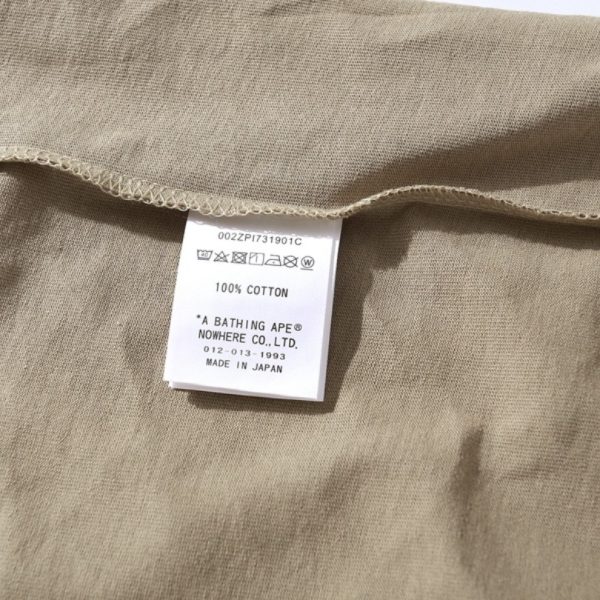 002ZPI731901C
100% COTTON
*A BATHING APE®
NOWHERE CO., LTD.
012-013-1993
MADE IN JAPAN